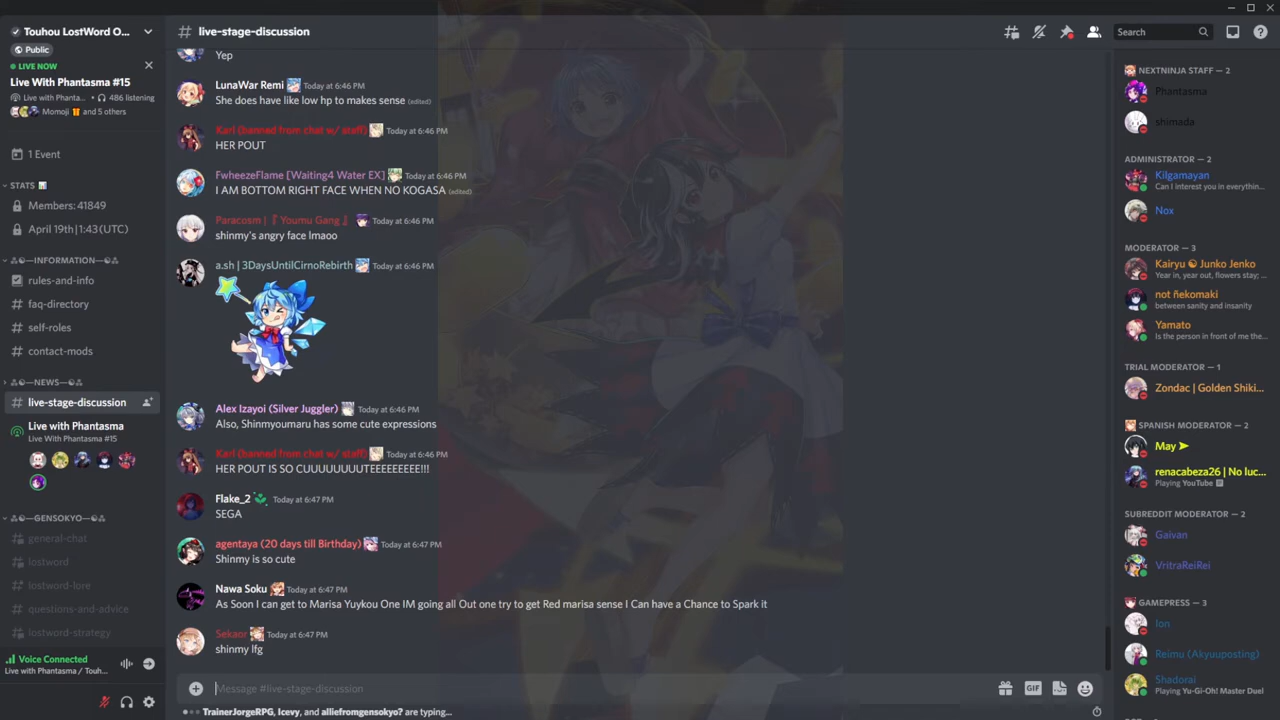 Touhou LostWord O...
Public
LIVE NOW
Live With Phantasma #15
Live with Phanta... • 486 listening
Momoji and 5 others
1 Event
STATS
Members: 41849
April 19th | 1:43 (UTC)
—INFORMATION—
rules-and-info
faq-directory
self-roles
contact-mods
—NEWS—
live-stage-discussion
Live with Phantasma
Live With Phantasma #15
—GENSOKYO—
general-chat
lostword
lostword-lore
questions-and-advice
lostword-strategy
Voice Connected
Live with Phantasma / Touh...
live-stage-discussion
Yep
LunaWar Remi Today at 6:46 PM
She does have like low hp to makes sense (edited)
Karl (banned from chat w/ staff) Today at 6:46 PM
HER POUT
FwheezeFlame [Waiting4 Water EX] Today at 6:46 PM
I AM BOTTOM RIGHT FACE WHEN NO KOGASA (edited)
Paracosm |『 Youmu Gang 』 Today at 6:46 PM
shinmy's angry face lmaoo
a.sh | 3DaysUntilCirnoRebirth Today at 6:46 PM
Alex Izayoi (Silver Juggler) Today at 6:46 PM
Also, Shinmyoumaru has some cute expressions
Karl (banned from chat w/ staff) Today at 6:46 PM
HER POUT IS SO CUUUUUUUUTEEEEEEEEE!!!
Flake_2 Today at 6:47 PM
SEGA
agentaya (20 days till Birthday) Today at 6:47 PM
Shinmy is so cute
Nawa Soku Today at 6:47 PM
As Soon I can get to Marisa Yuykou One IM going all Out one try to get Red marisa sense I Can have a Chance to Spark it
Sekaor Today at 6:47 PM
shinmy lfg
Message #live-stage-discussion
GIF
TrainerJorgeRPG, Icevy, and alliefromgensokyo? are typing...
Search
NEXTNINJA STAFF — 2
Phantasma
shimada
ADMINISTRATOR — 2
Kilgamayan
Can I interest you in everythin...
Nox
MODERATOR — 3
Kairyu Junko Jenko
Year in, year out, flowers stay; ...
not ñekomaki
between sanity and insanity
Yamato
Is the person in front of me the...
TRIAL MODERATOR — 1
Zondac | Golden Shiki...
SPANISH MODERATOR — 2
May ➤
renacabeza26 | No luc...
Playing YouTube
SUBREDDIT MODERATOR — 2
Gaivan
VritraReiRei
GAMEPRESS — 3
Ion
Reimu (Akyuuposting)
Shadorai
Playing Yu-Gi-Oh! Master Duel